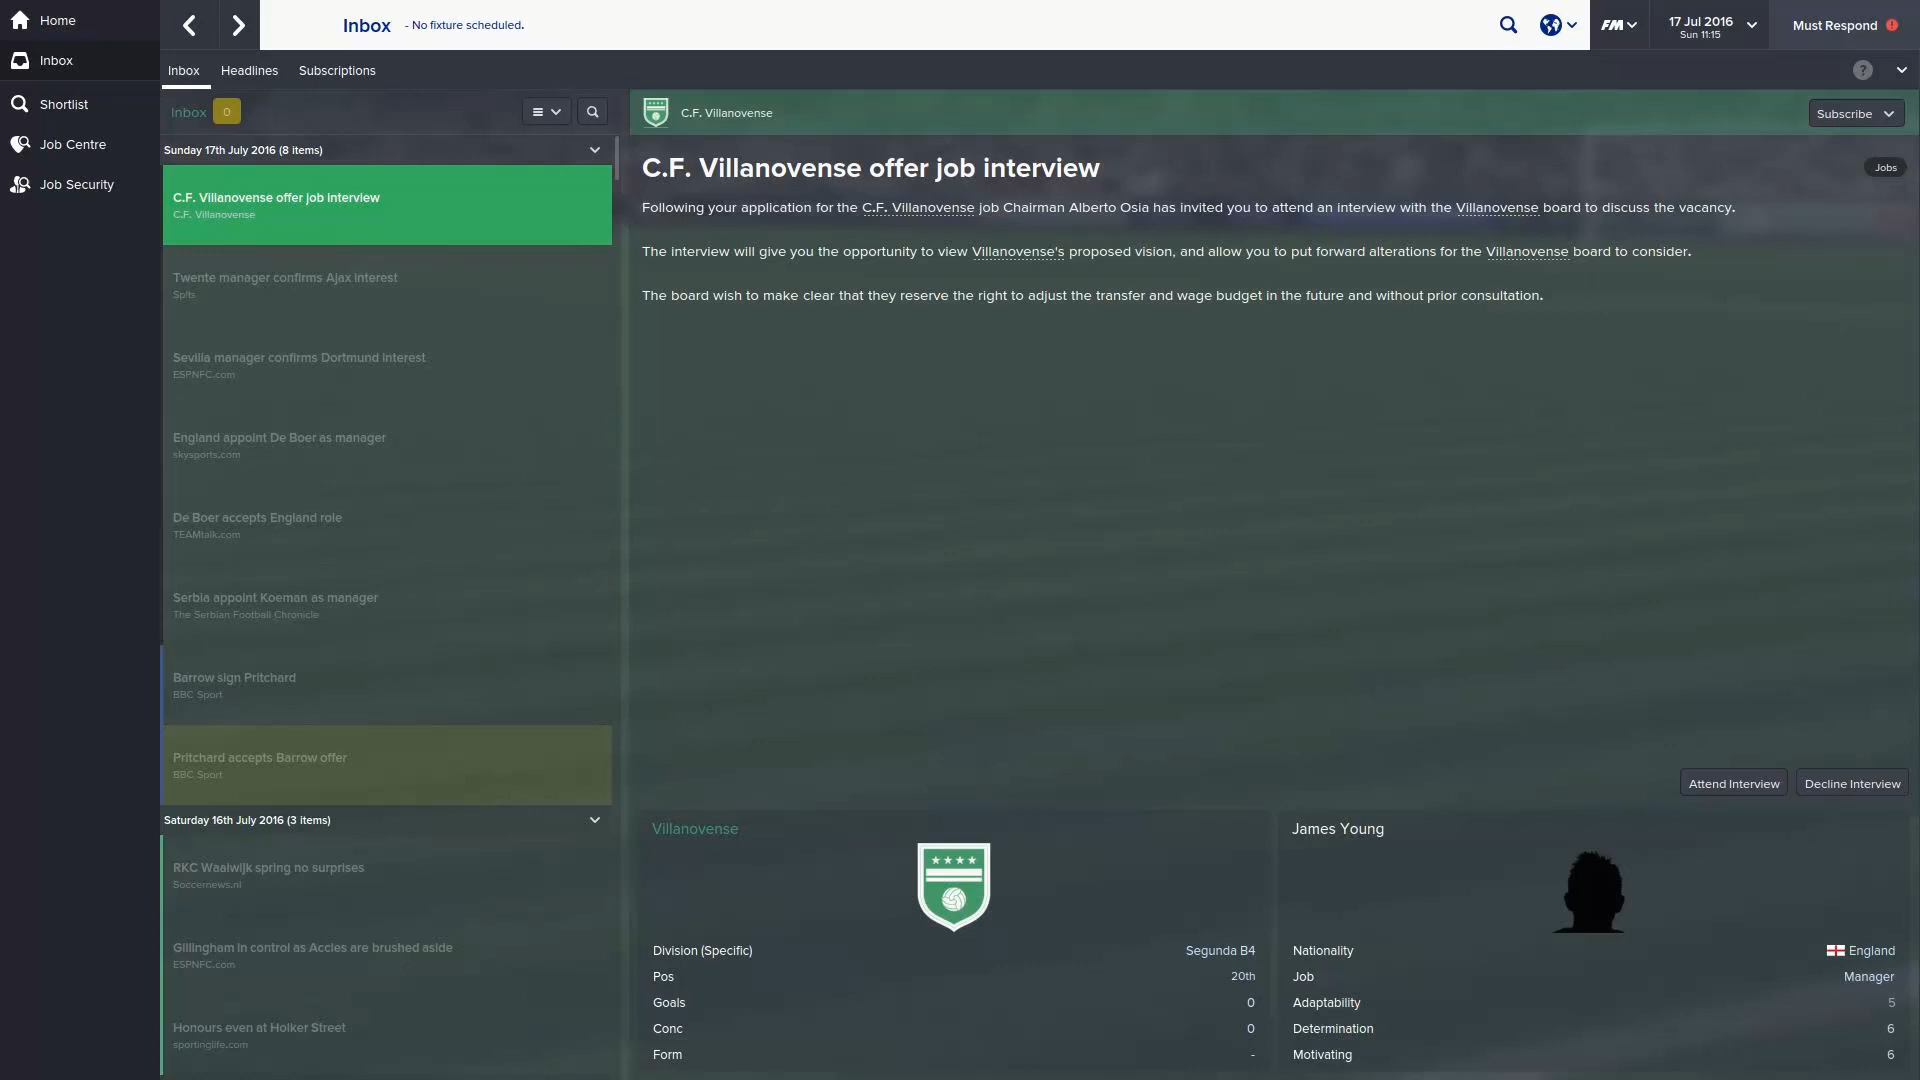 Home
Inbox
Shortlist
Job Centre
Job Security
Inbox - No fixture scheduled.
FM
17 Jul 2016
Sun 11:15
Must Respond
Inbox Headlines Subscriptions
?
Inbox 0
Sunday 17th July 2016 (8 items)
C.F. Villanovense offer job interview
C.F. Villanovense
Twente manager confirms Ajax interest
Spits
Sevilla manager confirms Dortmund interest
ESPNFC.com
England appoint De Boer as manager
skysports.com
De Boer accepts England role
TEAMtalk.com
Serbia appoint Koeman as manager
The Serbian Football Chronicle
Barrow sign Pritchard
BBC Sport
Pritchard accepts Barrow offer
BBC Sport
Saturday 16th July 2016 (3 items)
RKC Waalwijk spring no surprises
Soccernews.nl
Gillingham in control as Accies are brushed aside
ESPNFC.com
Honours even at Holker Street
sportinglife.com
C.F. Villanovense
Subscribe
C.F. Villanovense offer job interview
Jobs
Following your application for the C.F. Villanovense job Chairman Alberto Osia has invited you to attend an interview with the Villanovense board to discuss the vacancy.
The interview will give you the opportunity to view Villanovense's proposed vision, and allow you to put forward alterations for the Villanovense board to consider.
The board wish to make clear that they reserve the right to adjust the transfer and wage budget in the future and without prior consultation.
Attend Interview
Decline Interview
Villanovense
Division (Specific) Segunda B4
Pos 20th
Goals 0
Conc 0
Form -
James Young
Nationality England
Job Manager
Adaptability 5
Determination 6
Motivating 6